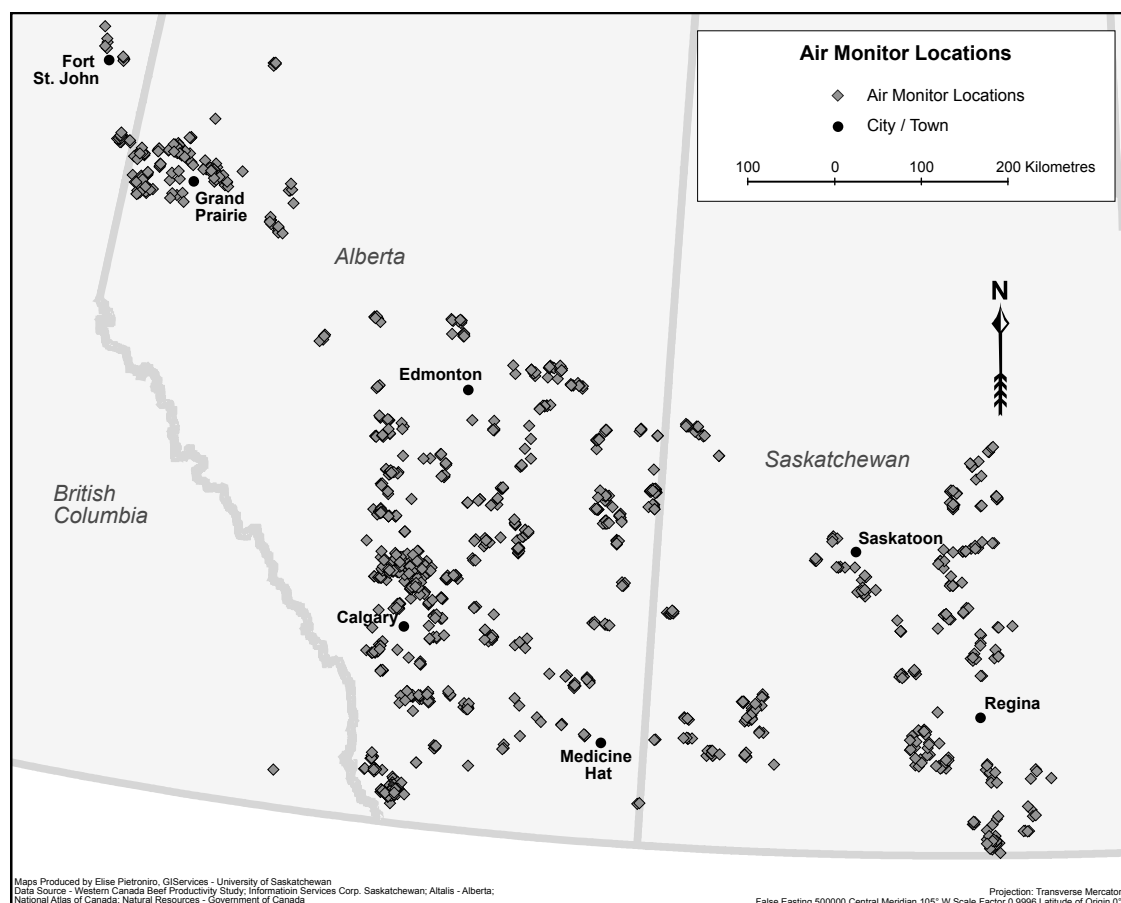 Fort
St. John
Air Monitor Locations
Air Monitor Locations
City / Town
100 0 100 200 Kilometres
Grand
Prairie
Alberta
N
Edmonton
Saskatchewan
British
Columbia
Saskatoon
Calgary
Regina
Medicine
Hat
Maps Produced by Elise Pietroniro, GIServices - University of Saskatchewan
Data Source - Western Canada Beef Productivity Study; Informatioin Services Corp. Saskatchewan; Altalis - Alberta;
National Atlas of Canada; Natural Resources - Government of Canada
Projection: Transverse Mercator
False Easting 500000 Central Meridian 105° W Scale Factor 0.9996 Latitude of Origin 0°